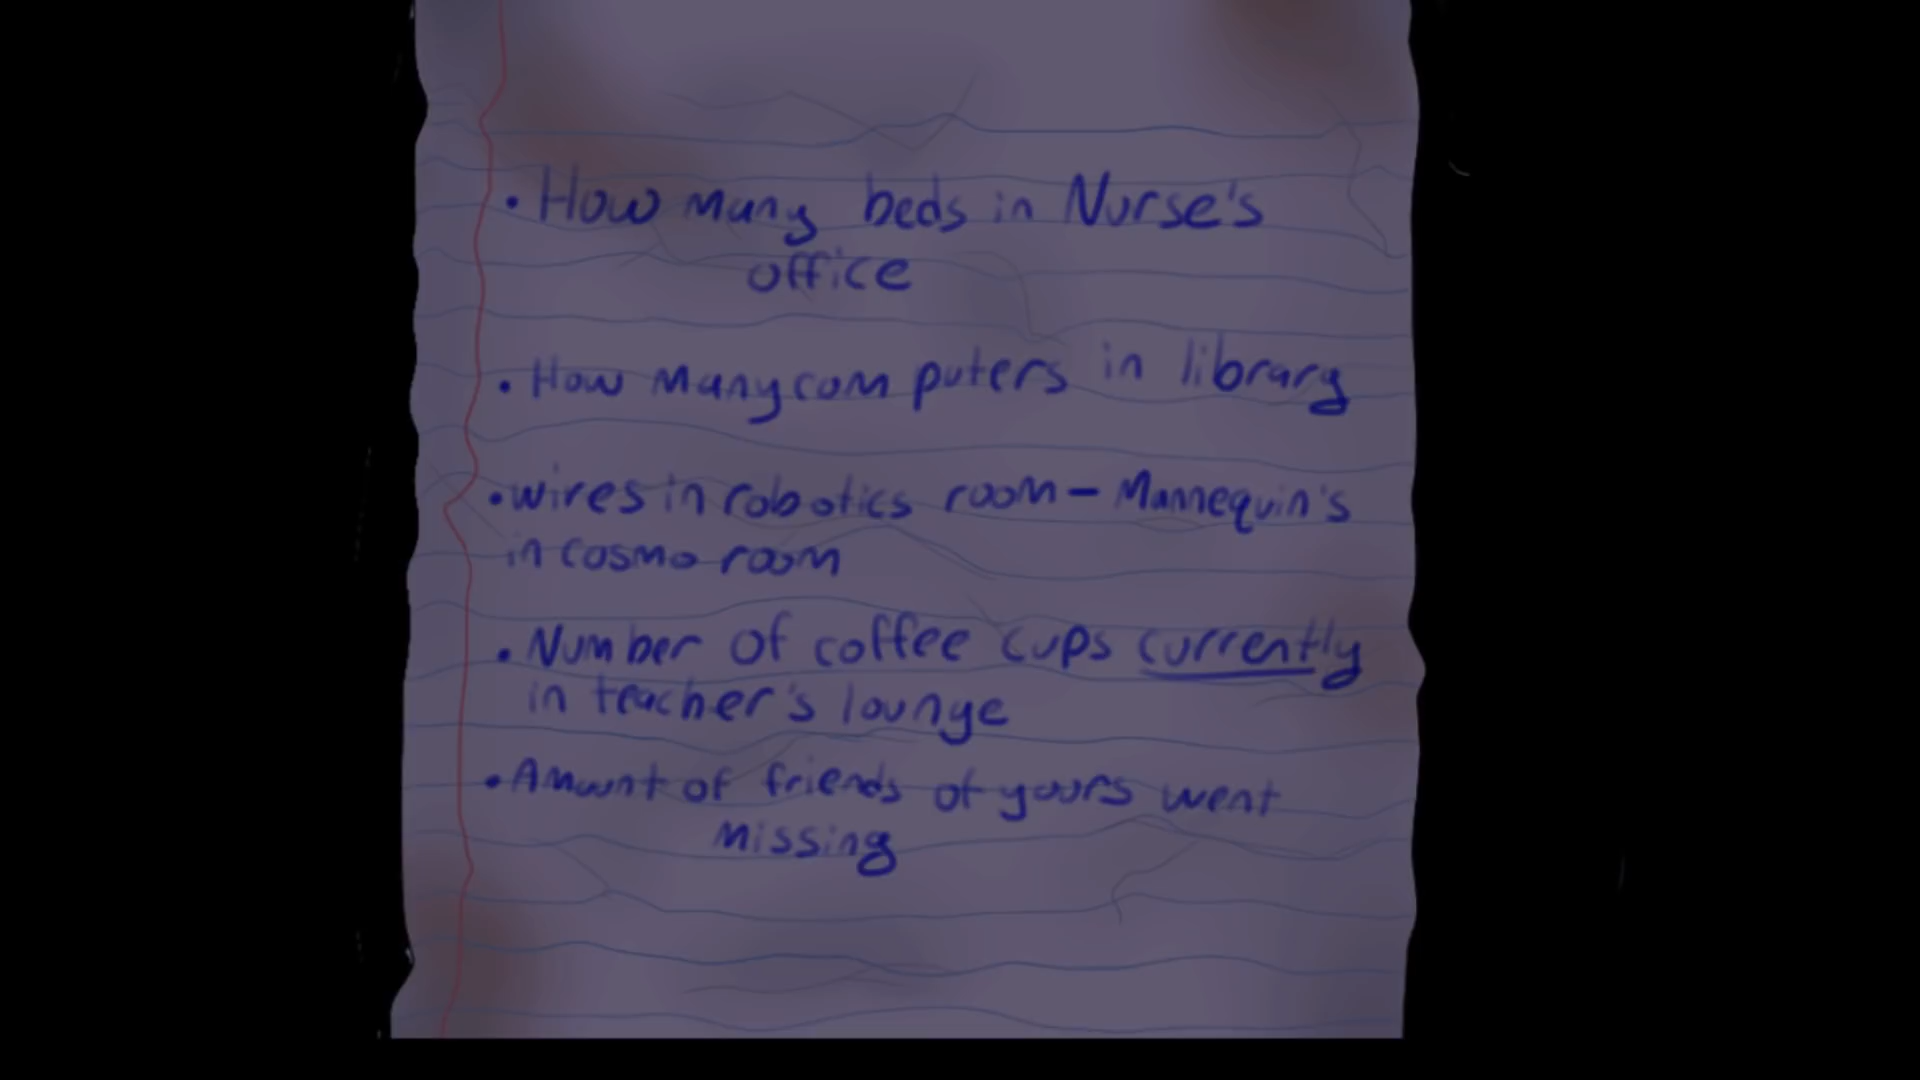 • How many beds in Nurse's
office
• How many computers in library
• wires in robotics room - Mannequin's
in cosmo room
• Number of coffee cups currently
in teacher's lounge
• Amount of friends of yours went
missing